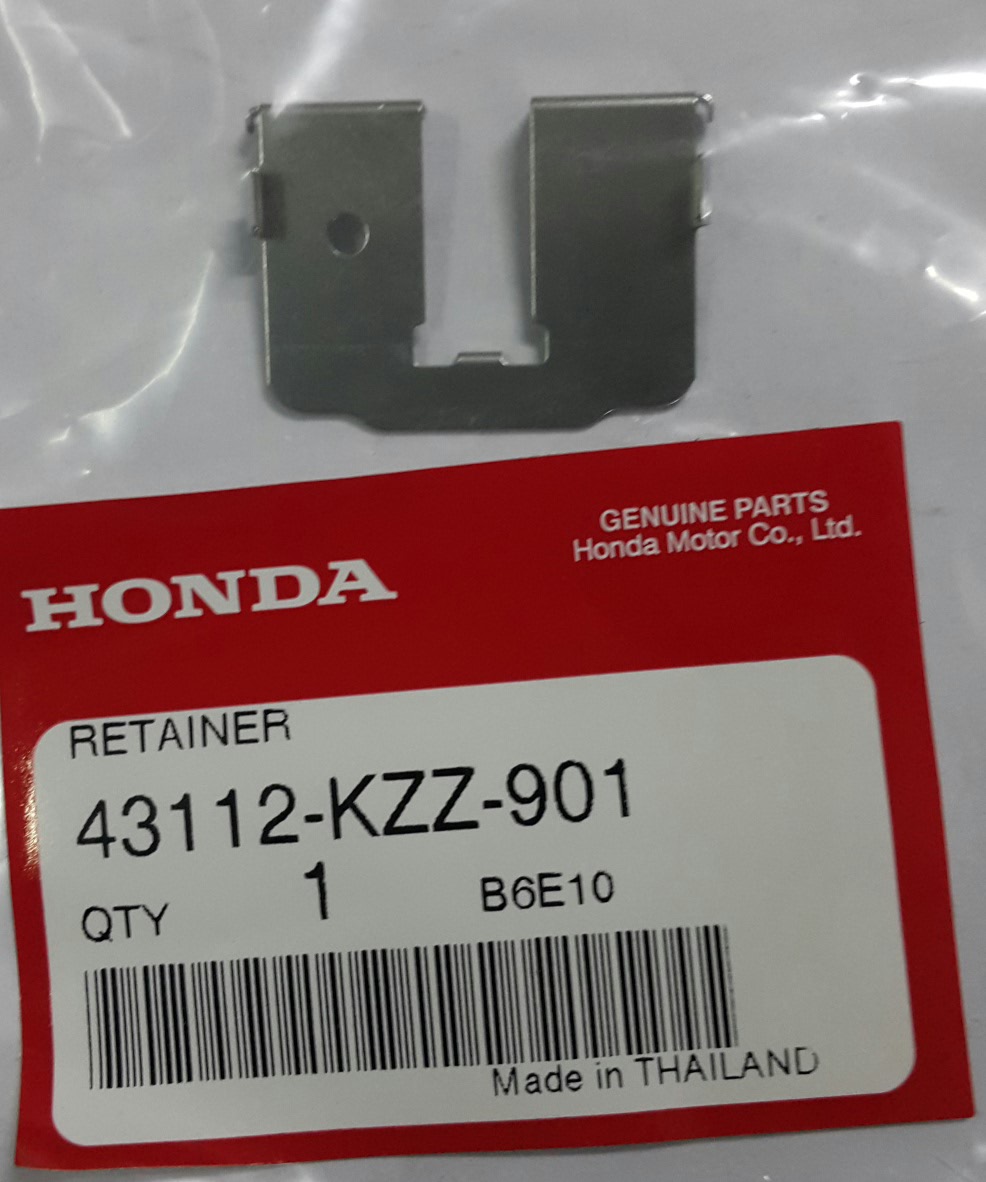 GENUINE PARTS
Honda Motor Co., Ltd.
HONDA
RETAINER
43112-KZZ-901
QTY 1 B6E10
Made in THAILAND